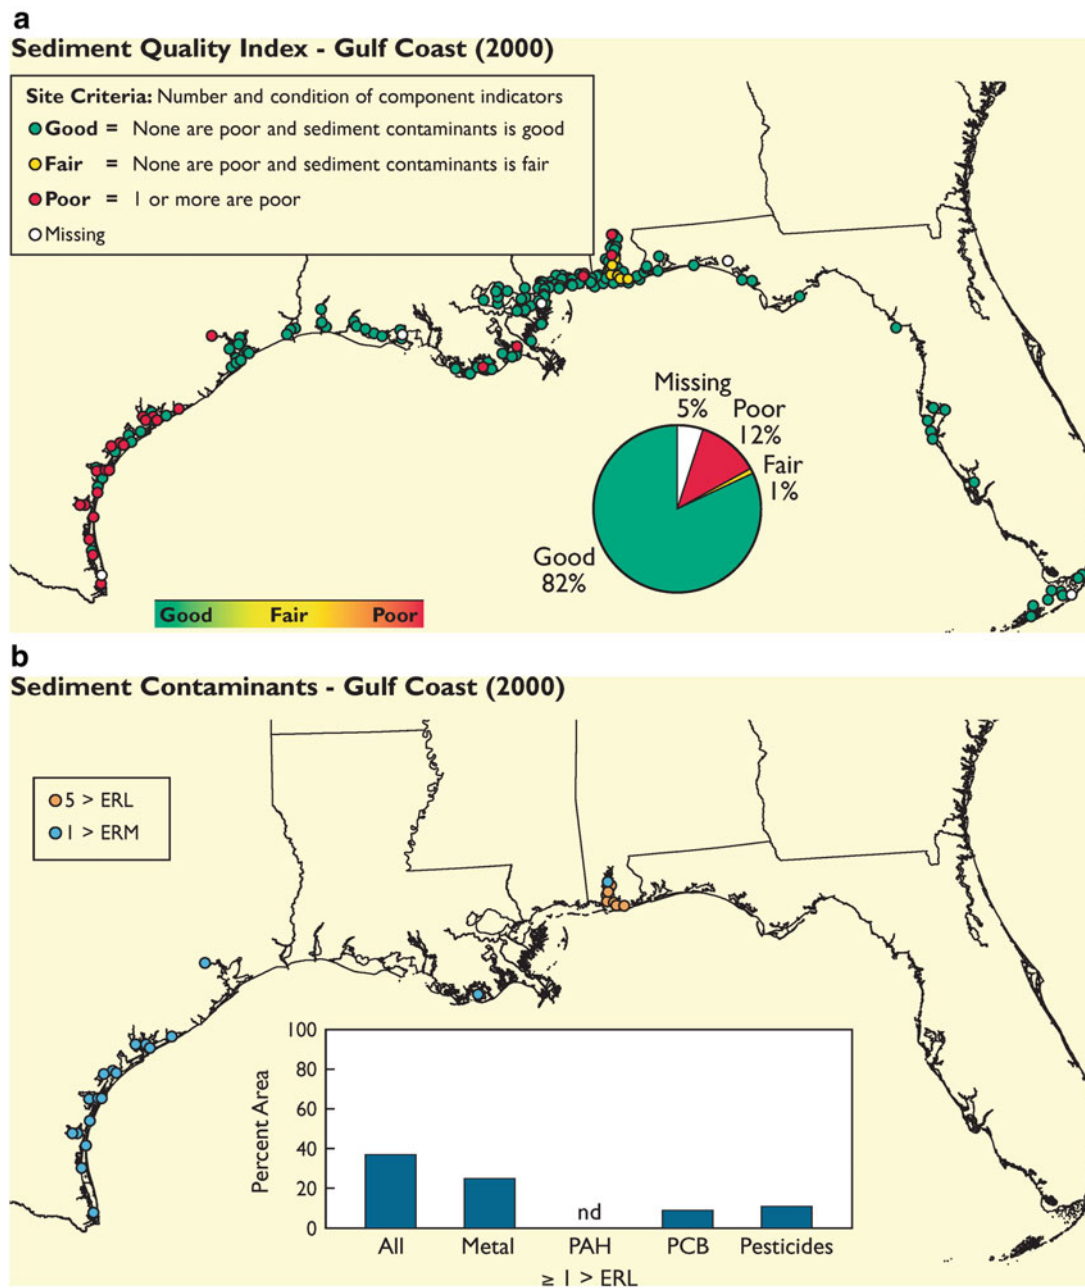 a
Sediment Quality Index - Gulf Coast (2000)
Site Criteria: Number and condition of component indicators
Good = None are poor and sediment contaminants is good
Fair = None are poor and sediment contaminants is fair
Poor = 1 or more are poor
Missing
Missing
5%
Poor
12%
Fair
1%
Good
82%
Good Fair Poor
b
Sediment Contaminants - Gulf Coast (2000)
5 > ERL
1 > ERM
Percent Area
100
80
60
40
20
0
nd
All Metal PAH PCB Pesticides
≥ 1 > ERL